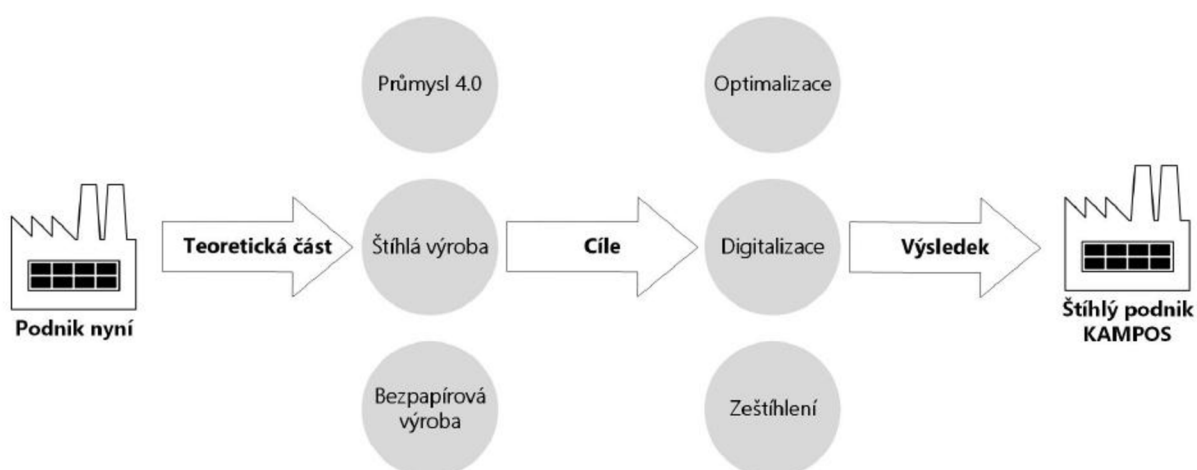 Podnik nyní
Teoretická část
Průmysl 4.0
Štíhlá výroba
Bezpapírová
výroba
Cíle
Optimalizace
Digitalizace
Zeštíhlení
Výsledek
Štíhlý podnik
KAMPOS